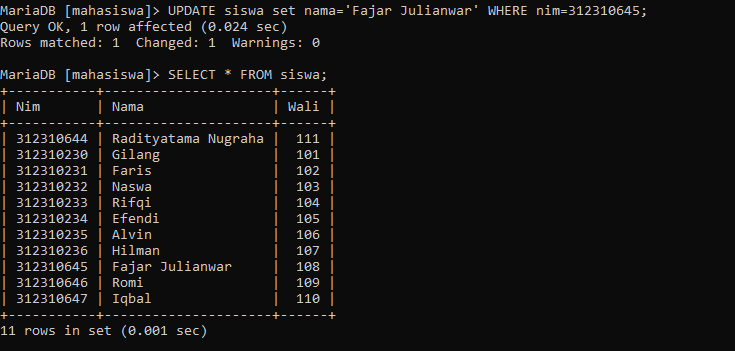 MariaDB [mahasiswa]> UPDATE siswa set nama='Fajar Julianwar' WHERE nim=312310645;
Query OK, 1 row affected (0.024 sec)
Rows matched: 1  Changed: 1  Warnings: 0

MariaDB [mahasiswa]> SELECT * FROM siswa;
+-----------+---------------------+------+
| Nim       | Nama                | Wali |
+-----------+---------------------+------+
| 312310644 | Radityatama Nugraha |  111 |
| 312310230 | Gilang              |  101 |
| 312310231 | Faris               |  102 |
| 312310232 | Naswa               |  103 |
| 312310233 | Rifqi               |  104 |
| 312310234 | Efendi              |  105 |
| 312310235 | Alvin               |  106 |
| 312310236 | Hilman              |  107 |
| 312310645 | Fajar Julianwar     |  108 |
| 312310646 | Romi                |  109 |
| 312310647 | Iqbal               |  110 |
+-----------+---------------------+------+
11 rows in set (0.001 sec)